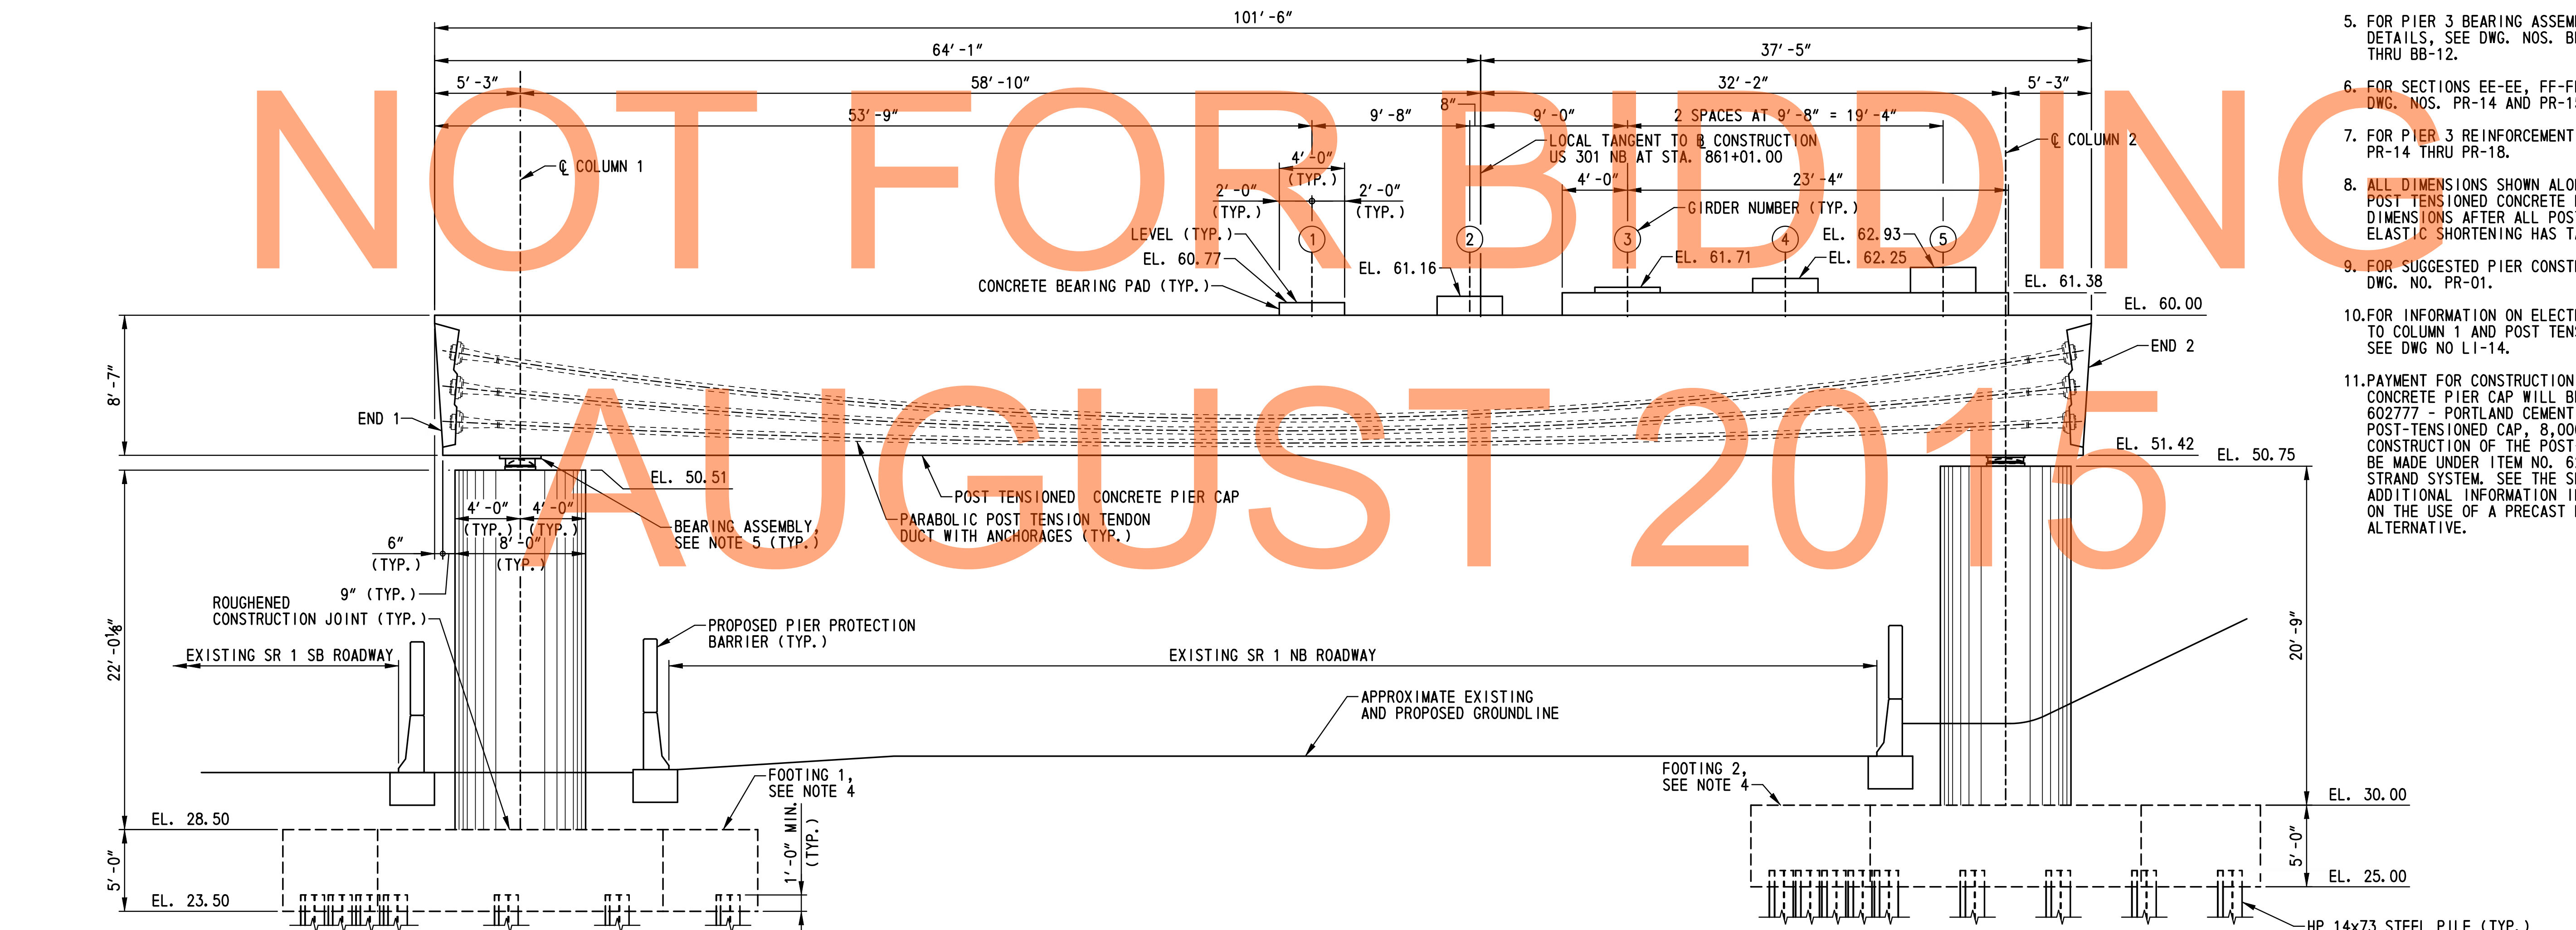 101'-6"
64'-1"
37'-5"
5'-3"
58'-10"
32'-2"
5'-3"
53'-9"
9'-8"
8"
9'-0"
2 SPACES AT 9'-8" = 19'-4"
℄ COLUMN 1
LOCAL TANGENT TO ℄ CONSTRUCTION
US 301 NB AT STA. 861+01.00
℄ COLUMN 2
4'-0"
(TYP.)
2'-0"
(TYP.)
2'-0"
(TYP.)
4'-0"
23'-4"
GIRDER NUMBER (TYP.)
LEVEL (TYP.)
1
2
3
4
5
EL. 60.77
EL. 61.16
EL. 61.71
EL. 62.25
EL. 62.93
CONCRETE BEARING PAD (TYP.)
EL. 61.38
EL. 60.00
8'-7"
END 1
END 2
EL. 51.42
EL. 50.75
EL. 50.51
POST TENSIONED CONCRETE PIER CAP
PARABOLIC POST TENSION TENDON
DUCT WITH ANCHORAGES (TYP.)
BEARING ASSEMBLY,
SEE NOTE 5 (TYP.)
4'-0"
(TYP.)
4'-0"
(TYP.)
8'-0"
(TYP.)
6"
(TYP.)
9" (TYP.)
ROUGHENED
CONSTRUCTION JOINT (TYP.)
PROPOSED PIER PROTECTION
BARRIER (TYP.)
22'-0⅛"
20'-9"
EXISTING SR 1 SB ROADWAY
EXISTING SR 1 NB ROADWAY
APPROXIMATE EXISTING
AND PROPOSED GROUNDLINE
FOOTING 1,
SEE NOTE 4
FOOTING 2,
SEE NOTE 4
EL. 28.50
EL. 30.00
5'-0"
1'-0" MIN.
(TYP.)
5'-0"
EL. 23.50
EL. 25.00
HP 14x73 STEEL PILE (TYP.)
5. FOR PIER 3 BEARING ASSEM
DETAILS, SEE DWG. NOS. B
THRU BB-12.
6. FOR SECTIONS EE-EE, FF-F
DWG. NOS. PR-14 AND PR-1
7. FOR PIER 3 REINFORCEMENT
PR-14 THRU PR-18.
8. ALL DIMENSIONS SHOWN ALO
POST TENSIONED CONCRETE
DIMENSIONS AFTER ALL POS
ELASTIC SHORTENING HAS T
9. FOR SUGGESTED PIER CONST
DWG. NO. PR-01.
10.FOR INFORMATION ON ELECT
TO COLUMN 1 AND POST TEN
SEE DWG NO LI-14.
11.PAYMENT FOR CONSTRUCTION
CONCRETE PIER CAP WILL B
602777 - PORTLAND CEMENT
POST-TENSIONED CAP, 8,00
CONSTRUCTION OF THE POST
BE MADE UNDER ITEM NO. 6
STRAND SYSTEM. SEE THE S
ADDITIONAL INFORMATION I
ON THE USE OF A PRECAST
ALTERNATIVE.
NOT FOR BIDDING
AUGUST 2015